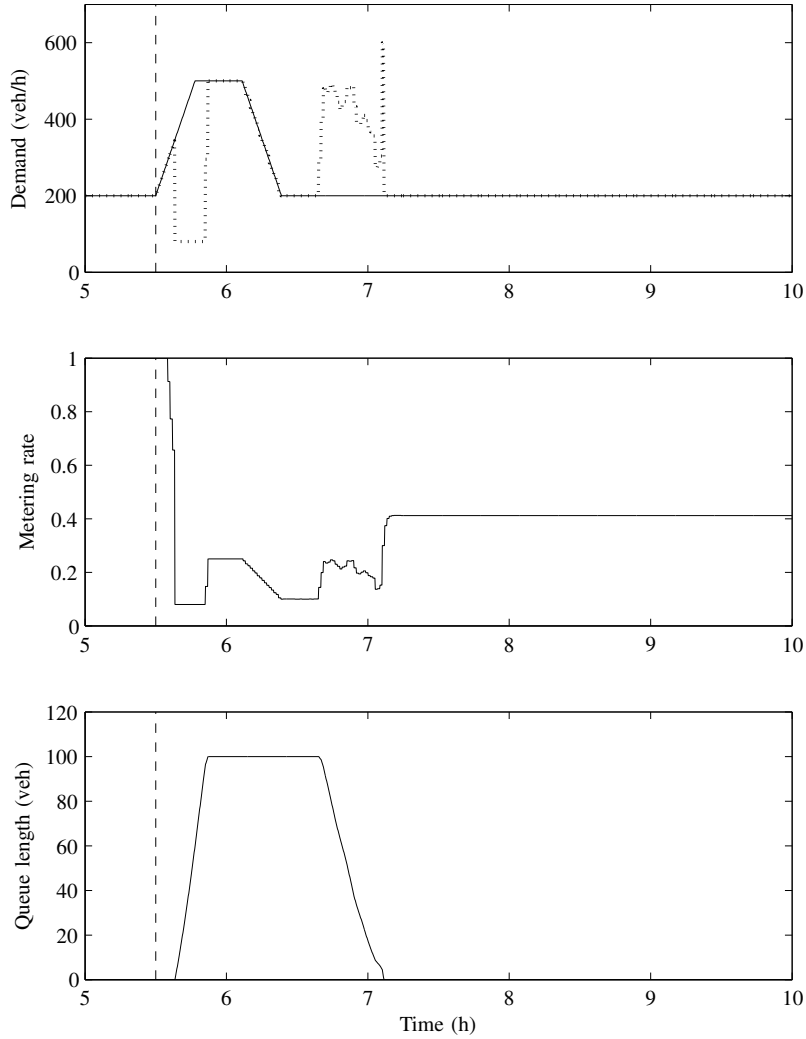 600
400
200
0
Demand (veh/h)
5 6 7 8 9 10
1
0.8
0.6
0.4
0.2
0
Metering rate
5 6 7 8 9 10
120
100
80
60
40
20
0
Queue length (veh)
5 6 7 8 9 10
Time (h)